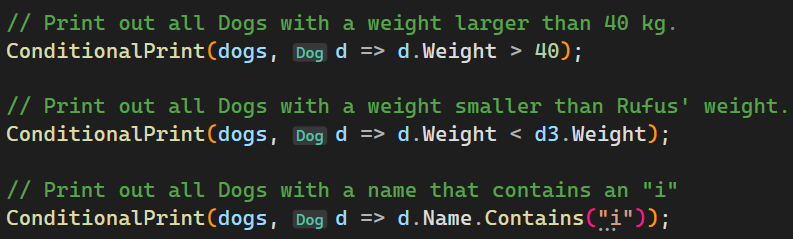 // Print out all Dogs with a weight larger than 40 kg.
ConditionalPrint(dogs, Dog d => d.Weight > 40);
// Print out all Dogs with a weight smaller than Rufus' weight.
ConditionalPrint(dogs, Dog d => d.Weight < d3.Weight);
// Print out all Dogs with a name that contains an "i"
ConditionalPrint(dogs, Dog d => d.Name.Contains("i"));